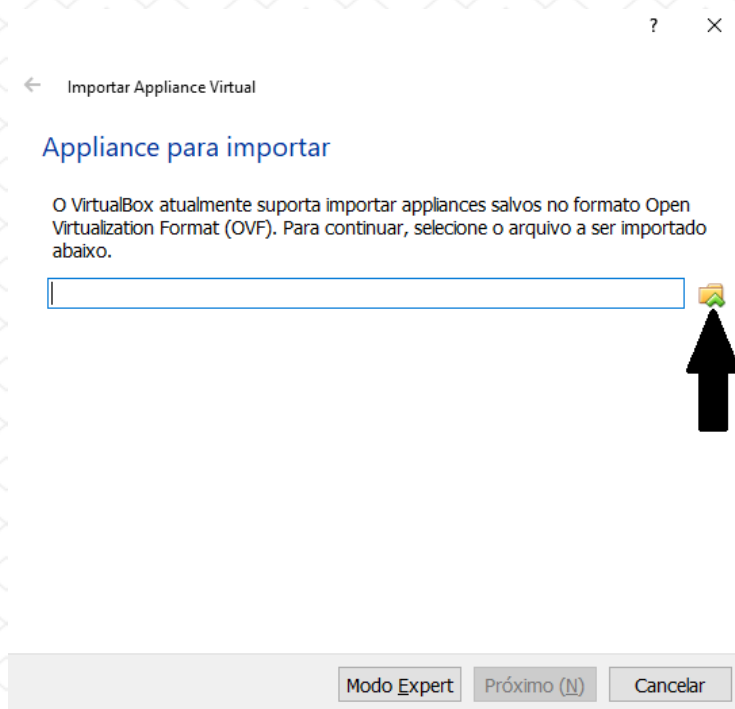 ?
Importar Appliance Virtual
Appliance para importar
O VirtualBox atualmente suporta importar appliances salvos no formato Open
Virtualization Format (OVF). Para continuar, selecione o arquivo a ser importado
abaixo.
Modo Expert Próximo (N) Cancelar